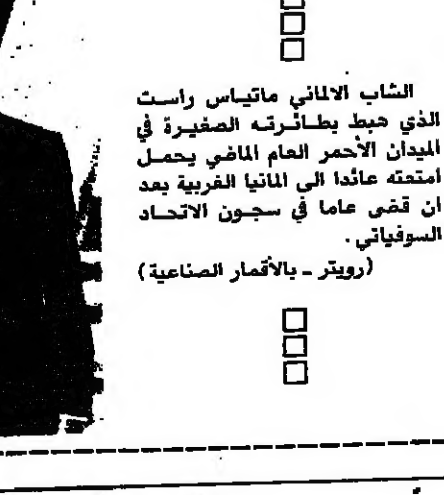 الشاب الالماني ماتياس راست
الذي هبط بطائرته الصغيرة في
الميدان الأحمر العام الماضي يحمل
امتعته عائدا الى المانيا الغربية بعد
ان قضى عاما في سجون الاتحاد
السوفياتي .
(رويتر - بالأقمار الصناعية)